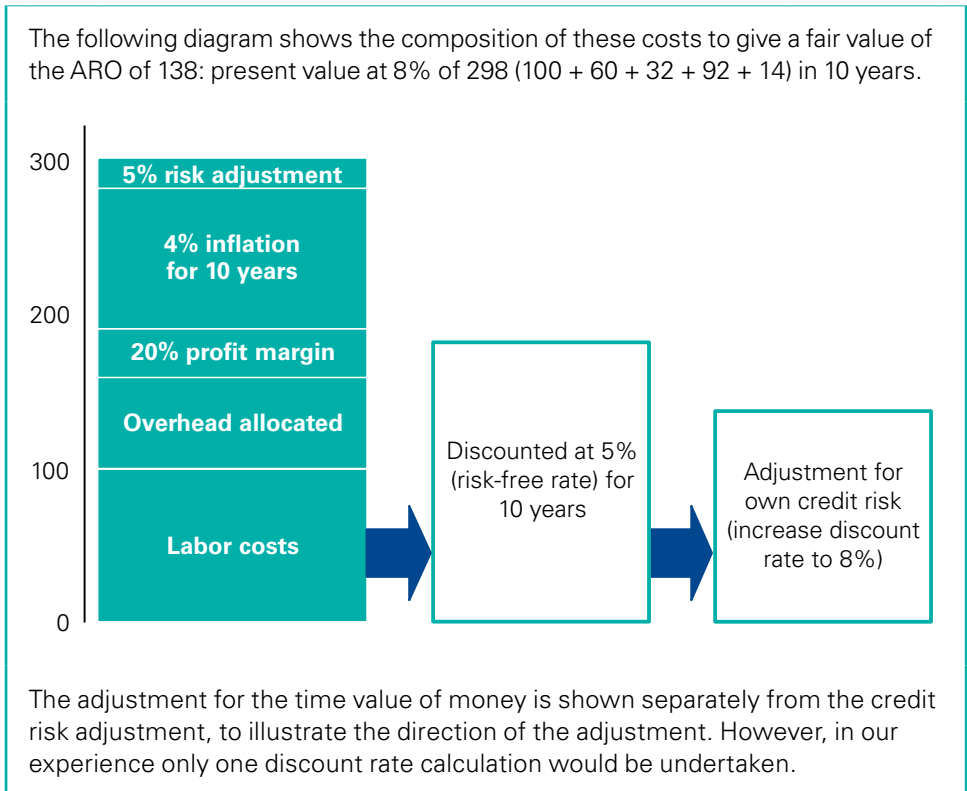 The following diagram shows the composition of these costs to give a fair value of
the ARO of 138: present value at 8% of 298 (100 + 60 + 32 + 92 + 14) in 10 years.
300
5% risk adjustment
4% inflation
for 10 years
200
20% profit margin
Overhead allocated
100
Labor costs
0
Discounted at 5%
(risk-free rate) for
10 years
Adjustment for
own credit risk
(increase discount
rate to 8%)
The adjustment for the time value of money is shown separately from the credit
risk adjustment, to illustrate the direction of the adjustment. However, in our
experience only one discount rate calculation would be undertaken.